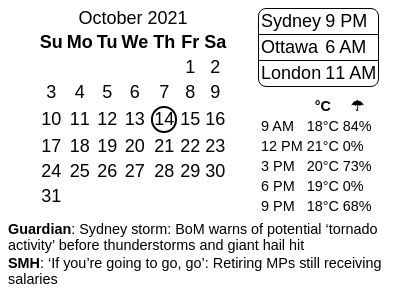 October 2021
Su Mo Tu We Th Fr Sa
1 2
3 4 5 6 7 8 9
10 11 12 13 14 15 16
17 18 19 20 21 22 23
24 25 26 27 28 29 30
31
Sydney 9 PM
Ottawa 6 AM
London 11 AM
°C ☂
9 AM 18°C 84%
12 PM 21°C 0%
3 PM 20°C 73%
6 PM 19°C 0%
9 PM 18°C 68%
Guardian: Sydney storm: BoM warns of potential ‘tornado
activity’ before thunderstorms and giant hail hit
SMH: ‘If you're going to go, go’: Retiring MPs still receiving
salaries